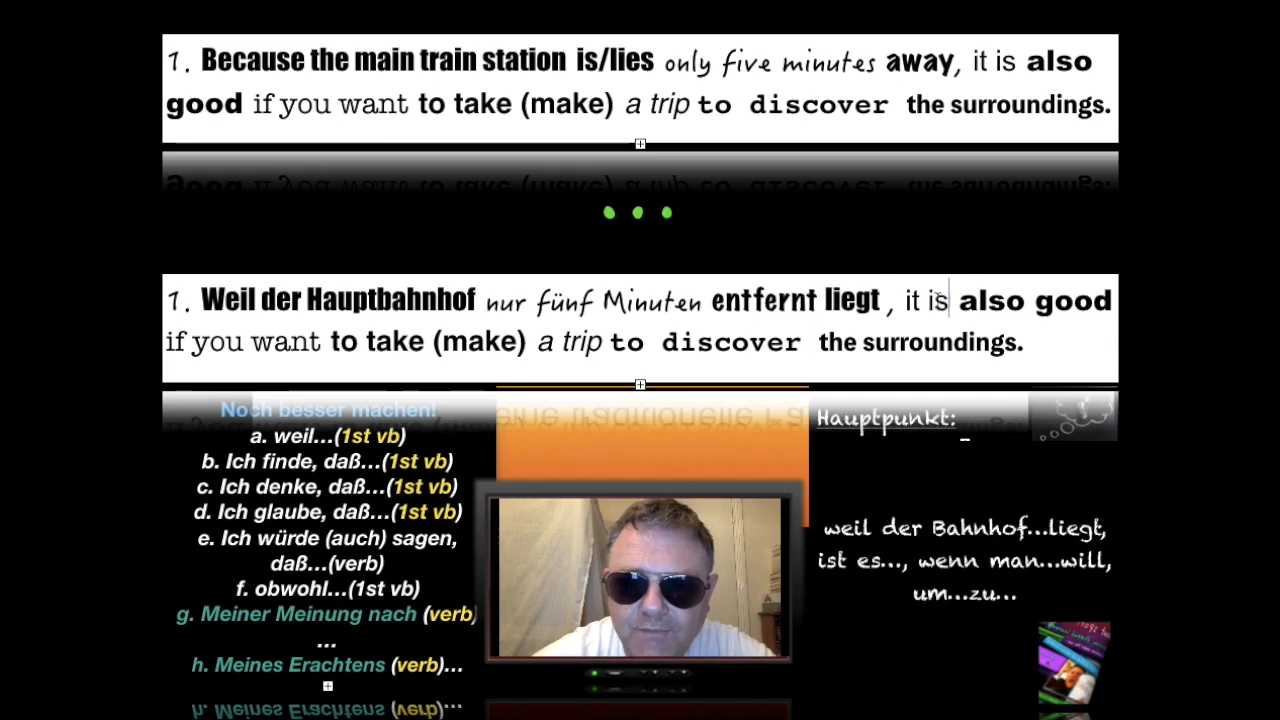 1. Because the main train station is/lies only five minutes away, it is also
good if you want to take (make) a trip to discover the surroundings.
1. Weil der Hauptbahnhof nur fünf Minuten entfernt liegt , it is also good
if you want to take (make) a trip to discover the surroundings.
Noch besser machen!
a. weil...(1st vb)
b. Ich finde, daß...(1st vb)
c. Ich denke, daß...(1st vb)
d. Ich glaube, daß...(1st vb)
e. Ich würde (auch) sagen,
daß...(verb)
f. obwohl...(1st vb)
g. Meiner Meinung nach (verb)
...
h. Meines Erachtens (verb)...
Hauptpunkt:
weil der Bahnhof...liegt,
ist es..., wenn man...will,
um...zu...